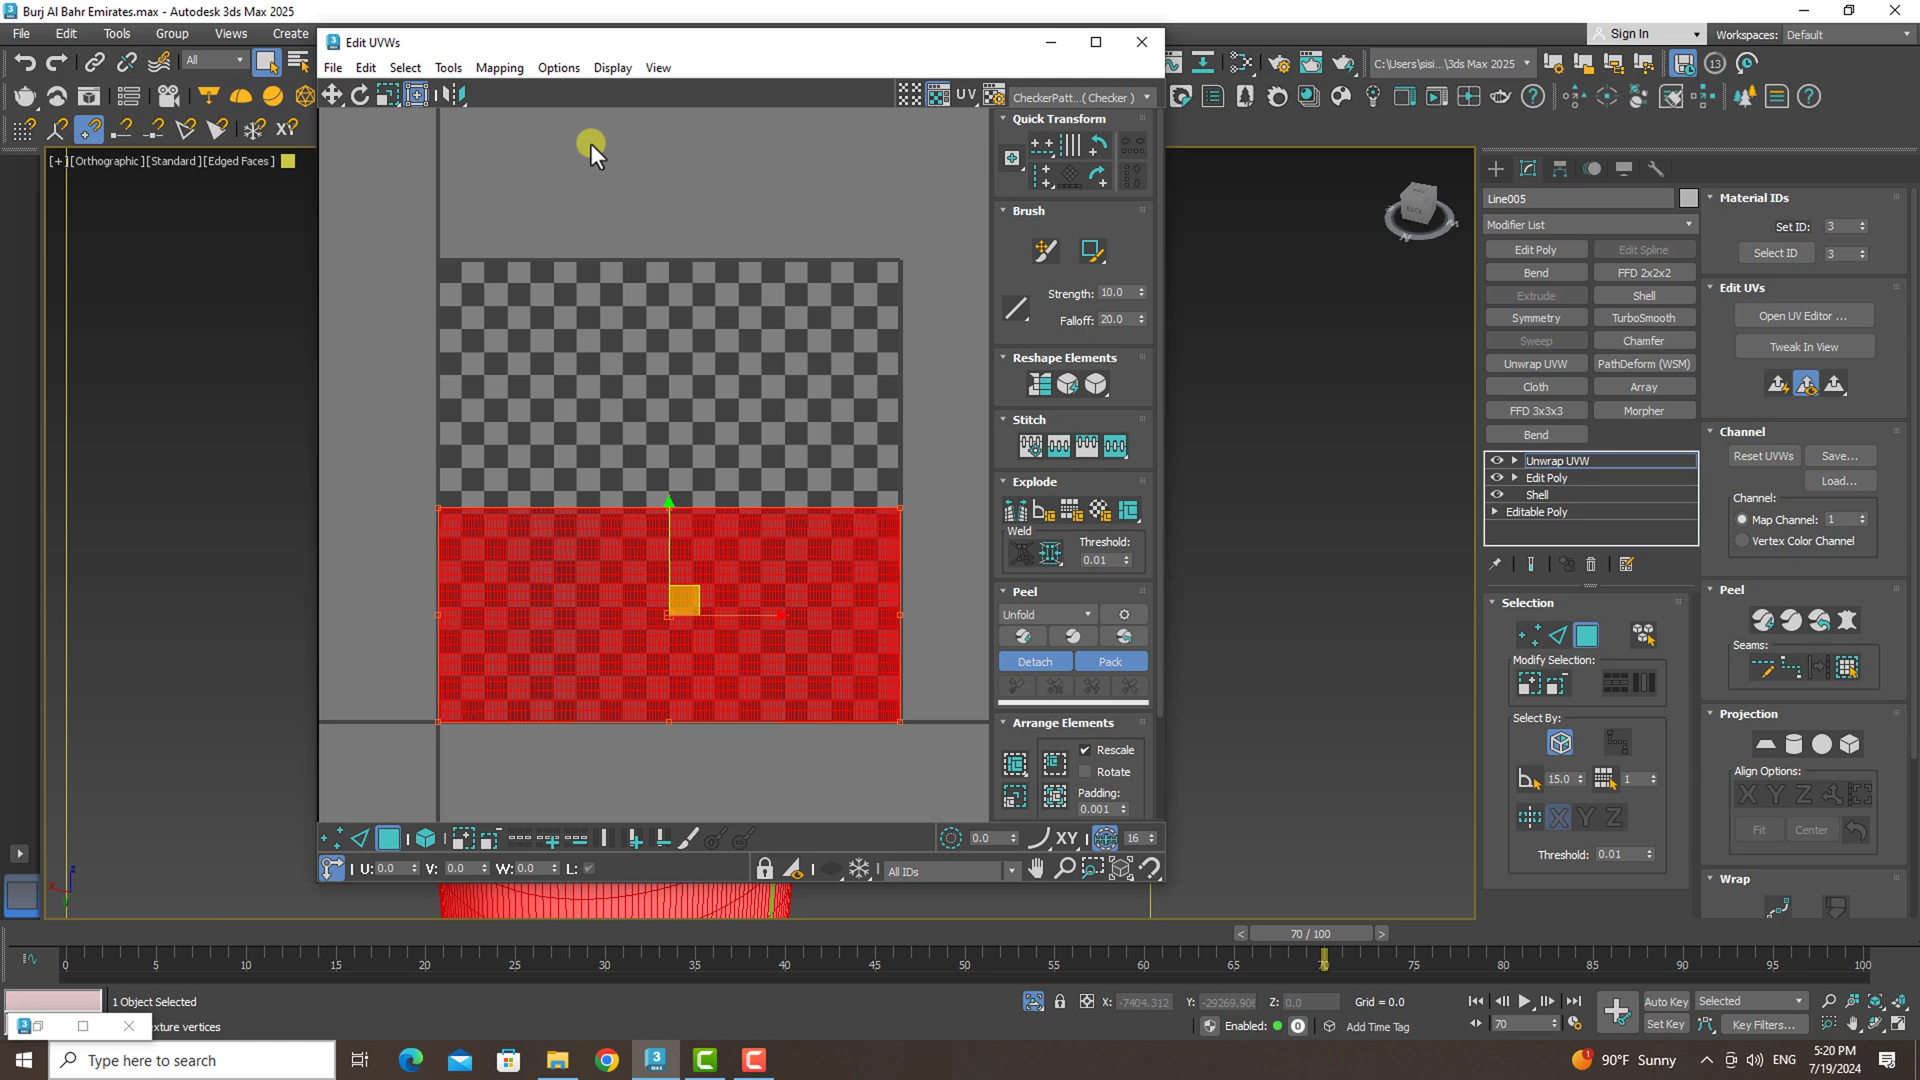 Burj Al Bahr Emirates.max - Autodesk 3ds Max 2025
File Edit Tools Group Views Create
Sign In
Workspaces: Default
All
C:\Users\sisi...\3ds Max 2025
13
[+][Orthographic][Standard][Edged Faces]
Edit UVWs
File Edit Select Tools Mapping Options Display View
UV
CheckerPatt...( Checker )
Quick Transform
Brush
Strength: 10.0
Falloff: 20.0
Reshape Elements
Stitch
Explode
Weld
Threshold:
0.01
Peel
Unfold
Detach
Pack
Arrange Elements
Rescale
Rotate
Padding:
0.001
0.0
XY
16
U: 0.0 V: 0.0 W: 0.0 L:
All IDs
BACK
Line005
Modifier List
Edit Poly Edit Spline
Bend FFD 2x2x2
Extrude Shell
Symmetry TurboSmooth
Sweep Chamfer
Unwrap UVW PathDeform (WSM)
Cloth Array
FFD 3x3x3 Morpher
Bend
Unwrap UVW
Edit Poly
Shell
Editable Poly
Selection
Modify Selection:
Select By:
15.0
1
X Y Z
Threshold: 0.01
Material IDs
Set ID: 3
Select ID 3
Edit UVs
Open UV Editor ...
Tweak In View
Channel
Reset UVWs Save...
Load...
Channel:
Map Channel: 1
Vertex Color Channel
Peel
Seams:
Projection
Align Options:
X Y Z
Fit Center
Wrap
< 70 / 100 >
0 5 10 15 20 25 30 35 40 45 50 55 60 65 70 75 80 85 90 95 100
1 Object Selected
exture vertices
X: -7404.312 Y: -29269.906 Z: 0.0 Grid = 0.0
Enabled: 0 Add Time Tag
70
Auto Key Selected
Set Key Key Filters...
Type here to search
90°F Sunny
ENG
5:20 PM
7/19/2024